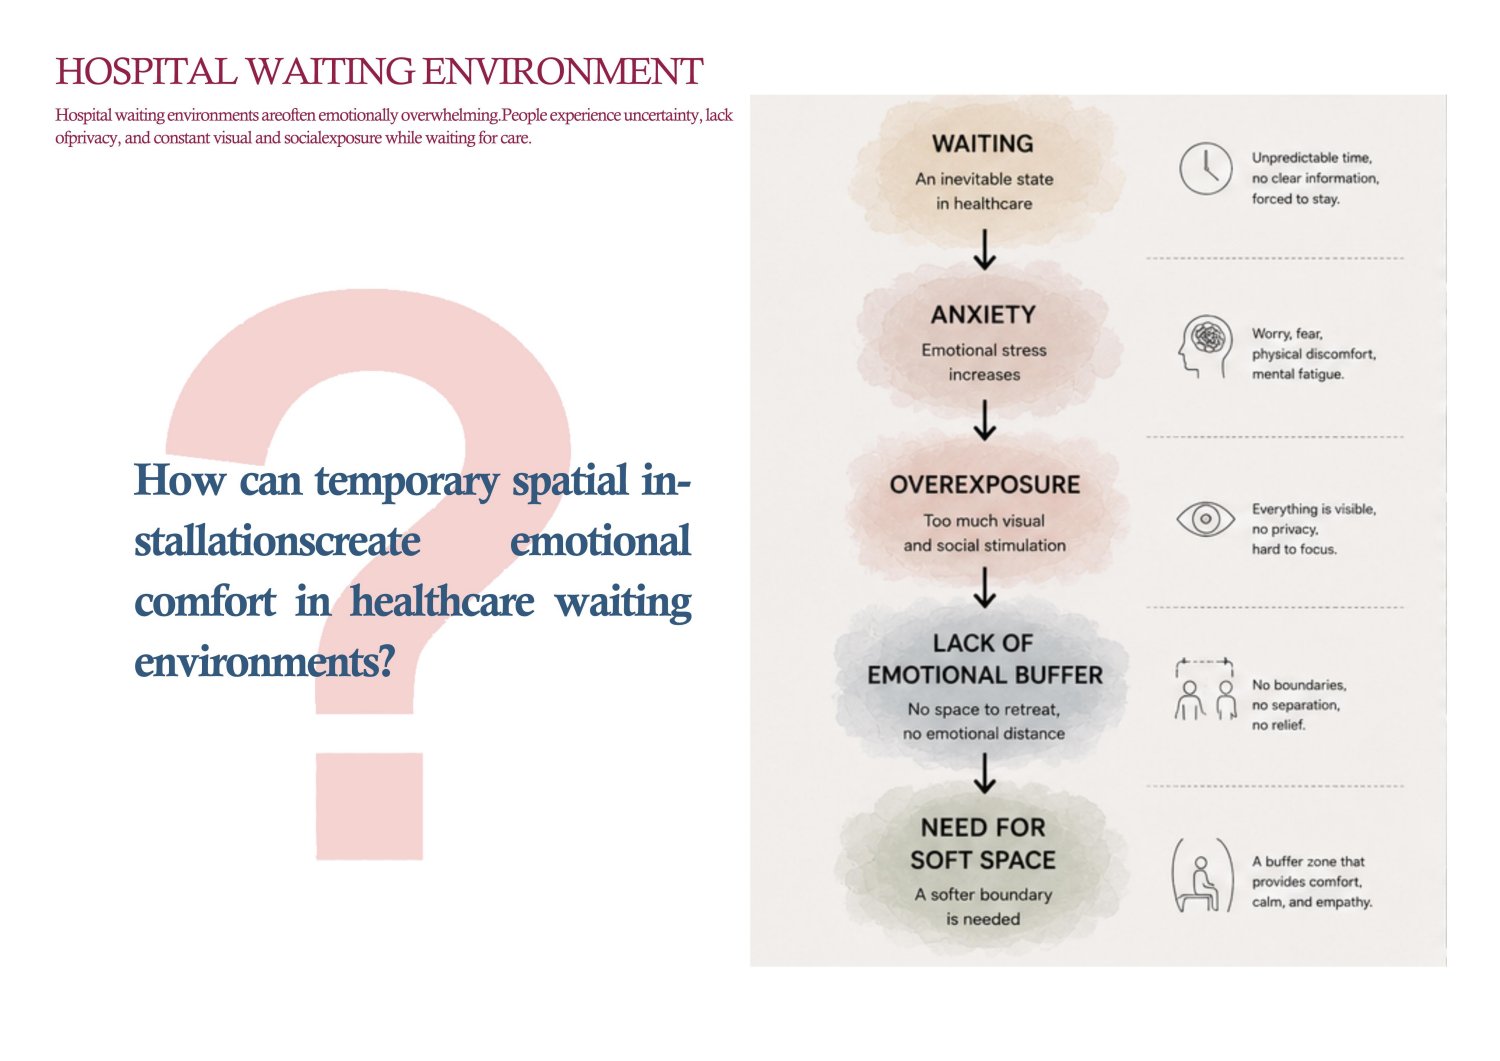 HOSPITAL WAITING ENVIRONMENT
Hospital waiting environments areoften emotionally overwhelming.People experience uncertainty, lack
ofprivacy, and constant visual and socialexposure while waiting for care.
How can temporary spatial in-
stallationscreate emotional
comfort in healthcare waiting
environments?
WAITING
An inevitable state
in healthcare
Unpredictable time,
no clear information,
forced to stay.
ANXIETY
Emotional stress
increases
Worry, fear,
physical discomfort,
mental fatigue.
OVEREXPOSURE
Too much visual
and social stimulation
Everything is visible,
no privacy,
hard to focus.
LACK OF
EMOTIONAL BUFFER
No space to retreat,
no emotional distance
No boundaries,
no separation,
no relief.
NEED FOR
SOFT SPACE
A softer boundary
is needed
A buffer zone that
provides comfort,
calm, and empathy.